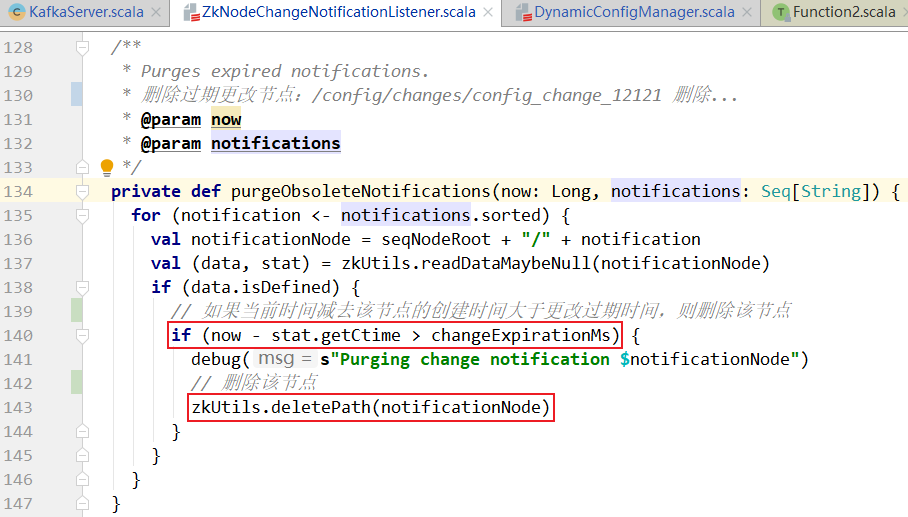 KafkaServer.scala × ZkNodeChangeNotificationListener.scala × DynamicConfigManager.scala × Function2.scala
128 /**
129 * Purges expired notifications.
130 * 删除过期更改节点：/config/changes/config_change_12121 删除...
131 * @param now
132 * @param notifications
133 */
134 private def purgeObsoleteNotifications(now: Long, notifications: Seq[String]) {
135 for (notification <- notifications.sorted) {
136 val notificationNode = seqNodeRoot + "/" + notification
137 val (data, stat) = zkUtils.readDataMaybeNull(notificationNode)
138 if (data.isDefined) {
139 // 如果当前时间减去该节点的创建时间大于更改过期时间，则删除该节点
140 if (now - stat.getCtime > changeExpirationMs) {
141 debug( msg = s"Purging change notification $notificationNode")
142 // 删除该节点
143 zkUtils.deletePath(notificationNode)
144 }
145 }
146 }
147 }